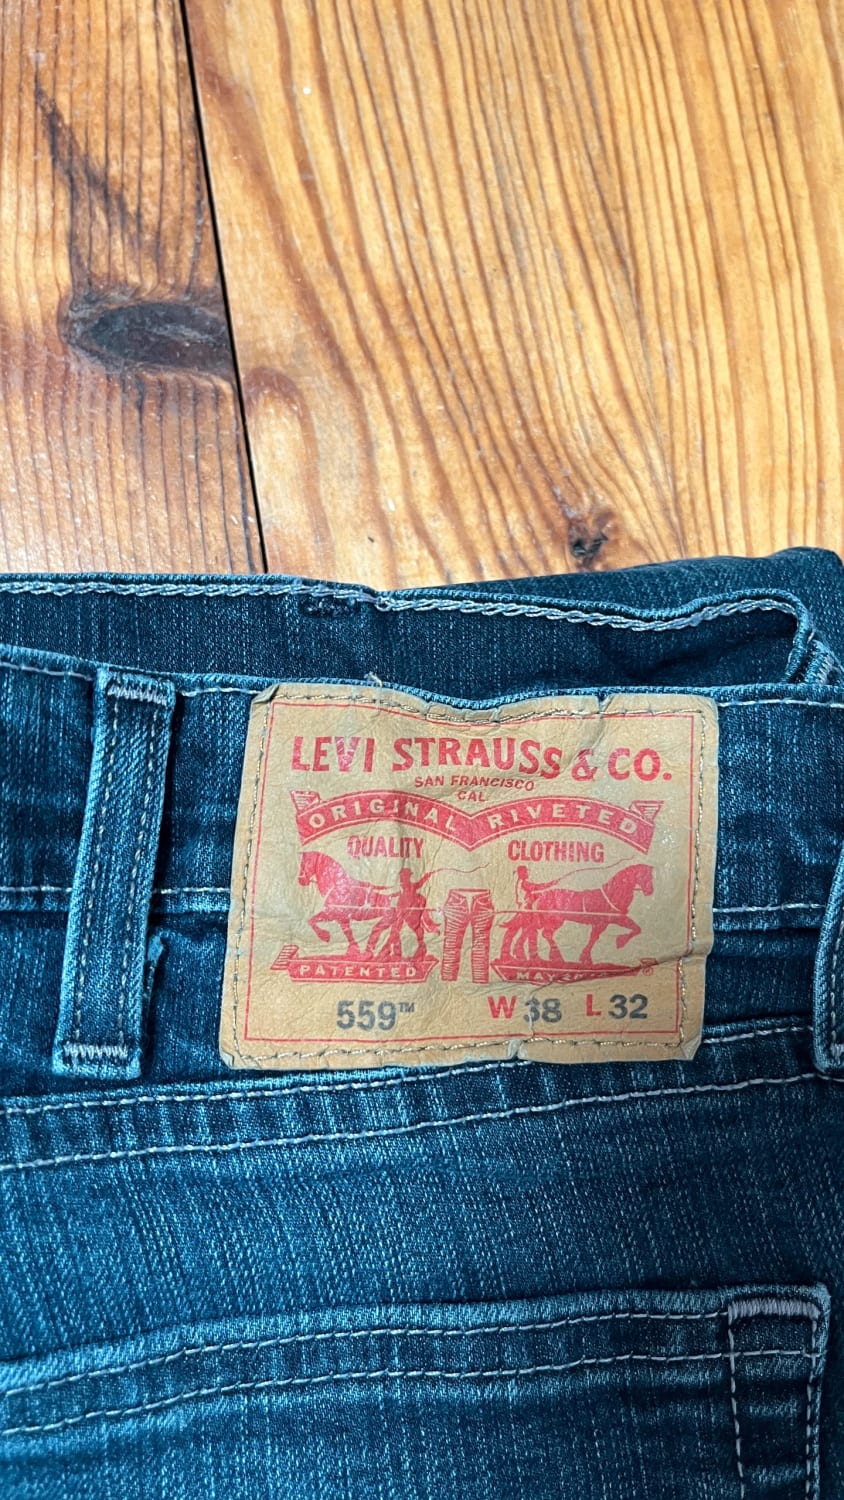 LEVI STRAUSS & CO.
SAN FRANCISCO
CAL
ORIGINAL RIVETED
QUALITY CLOTHING
PATENTED
559™ W 38 L 32